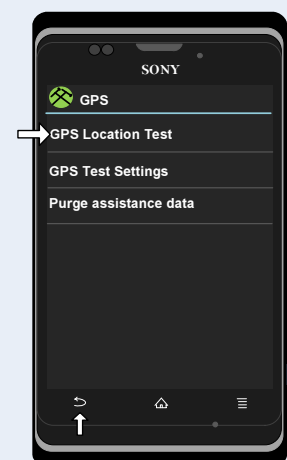 SONY
GPS
GPS Location Test
GPS Test Settings
Purge assistance data